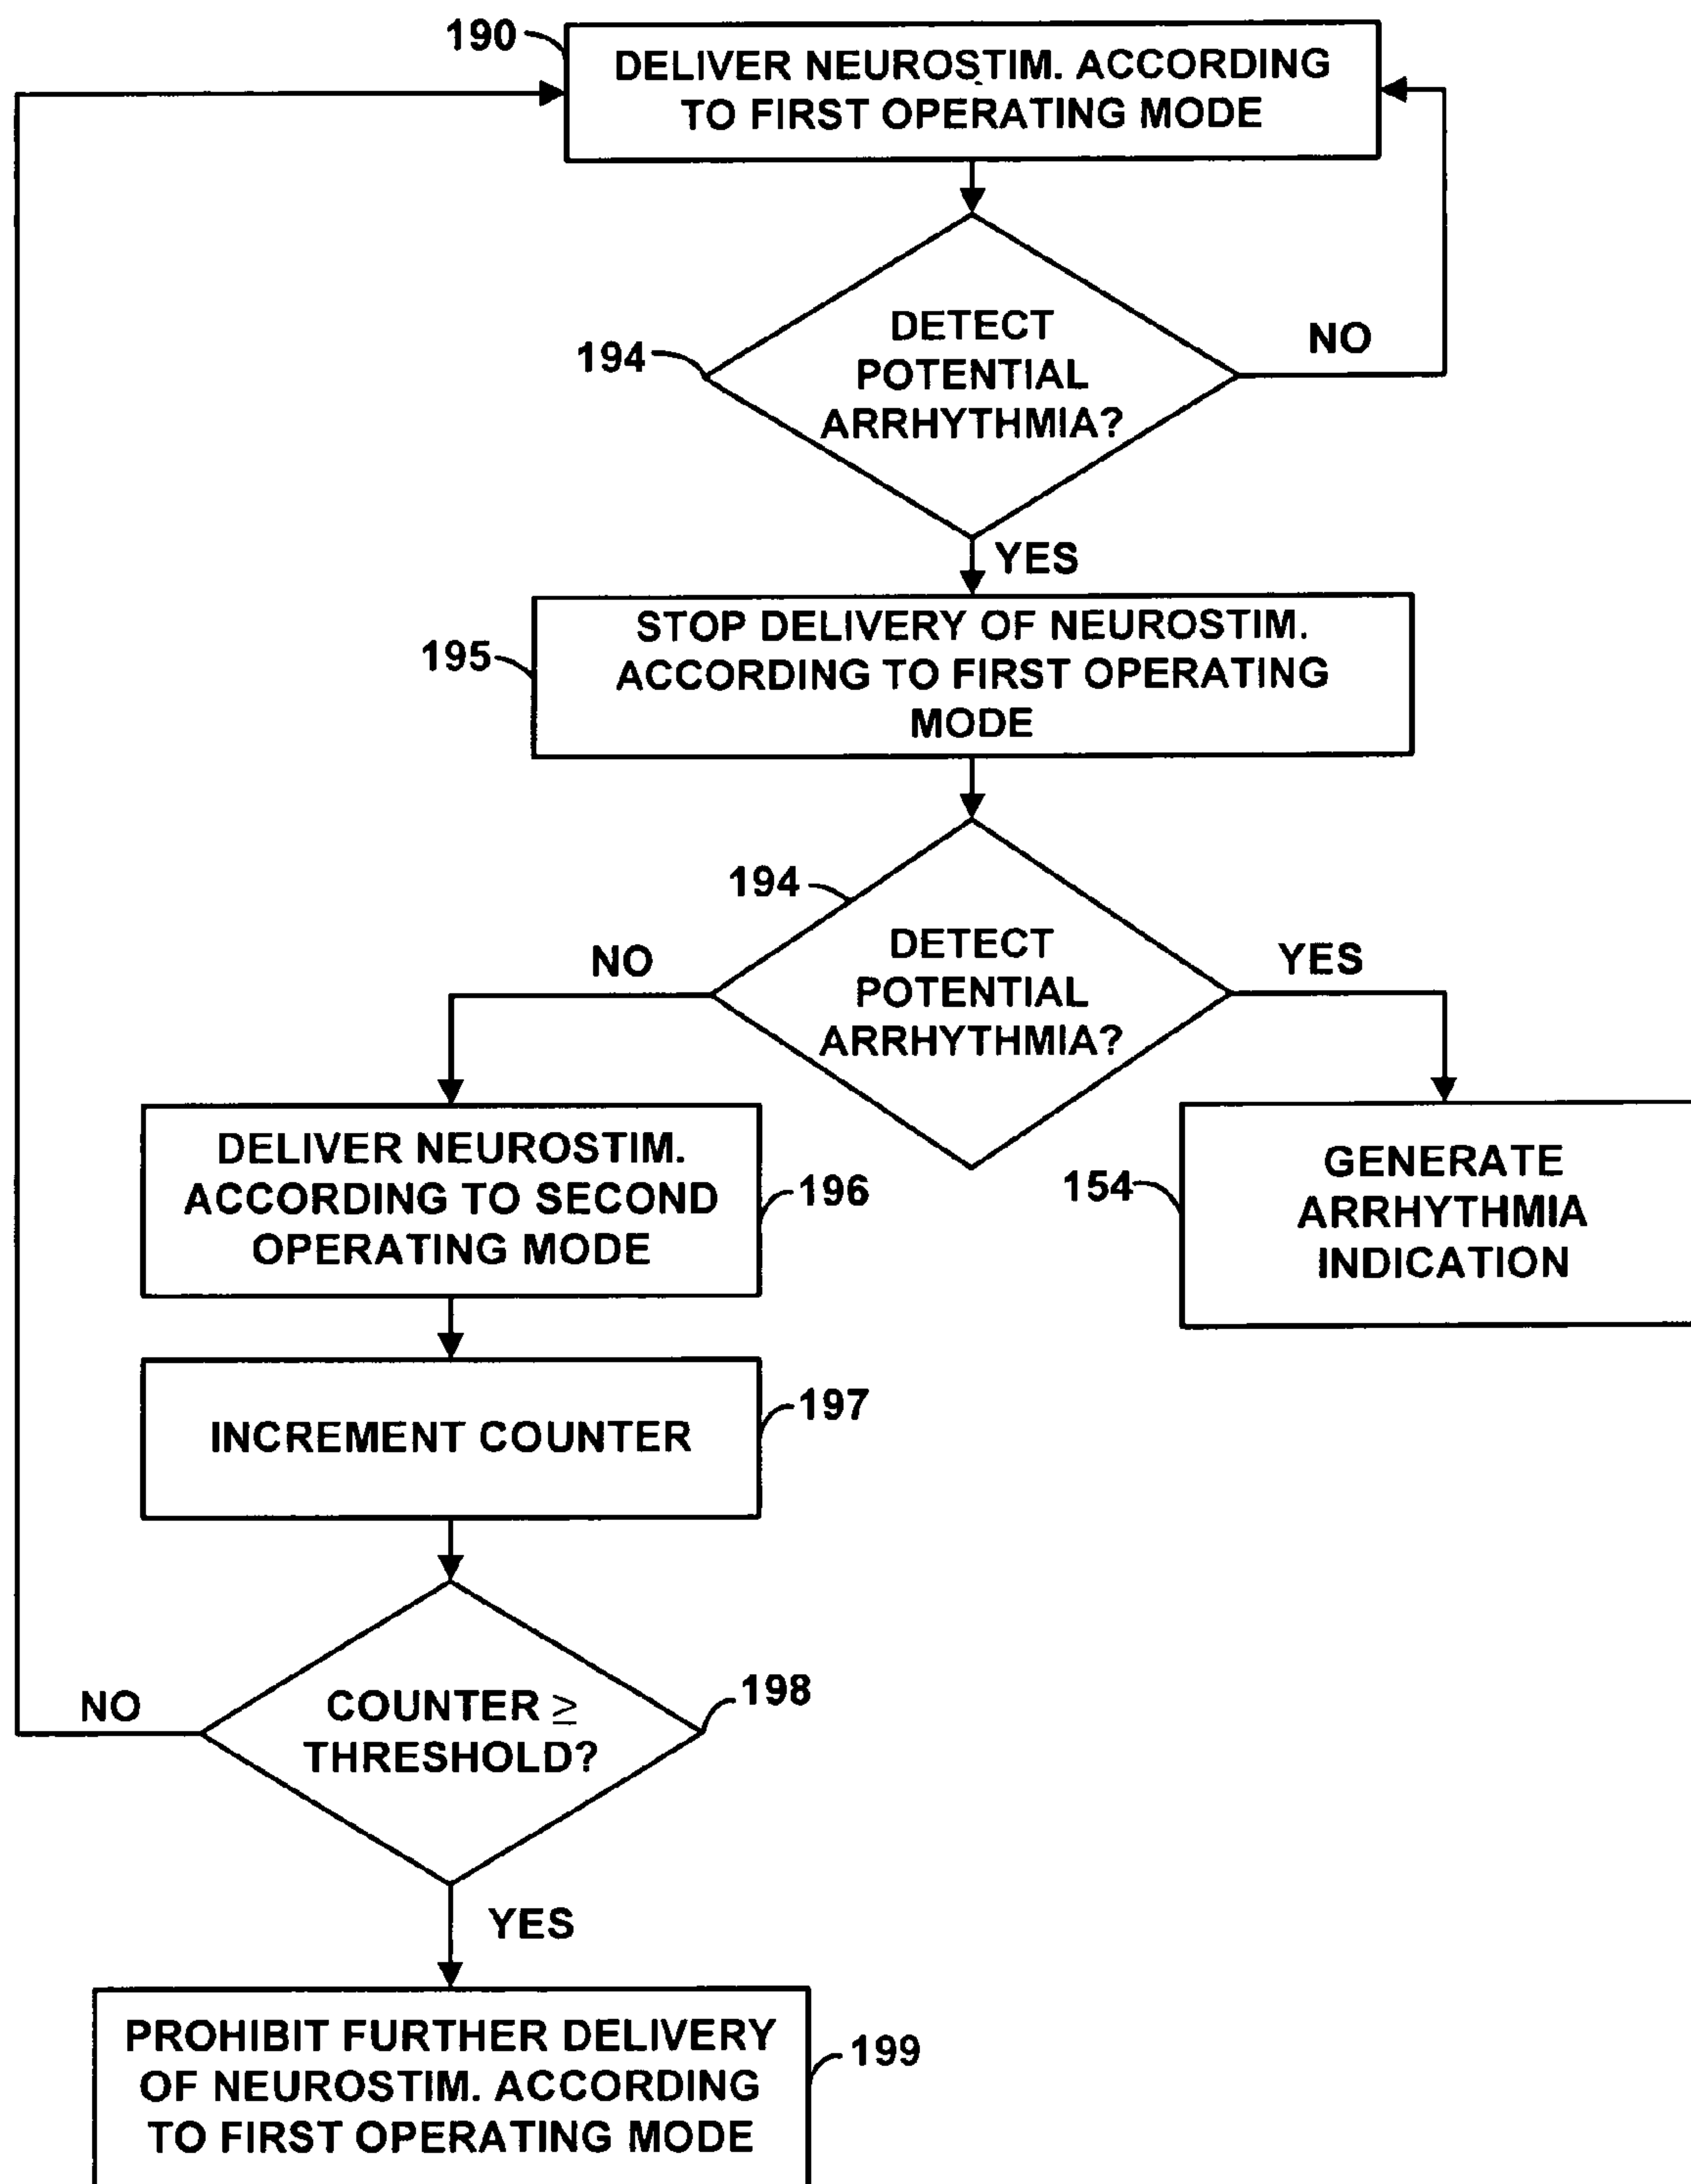 190
DELIVER NEUROSTIM. ACCORDING
TO FIRST OPERATING MODE
194
DETECT
POTENTIAL
ARRHYTHMIA?
NO
YES
195
STOP DELIVERY OF NEUROSTIM.
ACCORDING TO FIRST OPERATING
MODE
194
DETECT
POTENTIAL
ARRHYTHMIA?
NO
YES
DELIVER NEUROSTIM.
ACCORDING TO SECOND
OPERATING MODE
196
154
GENERATE
ARRHYTHMIA
INDICATION
INCREMENT COUNTER
197
NO
COUNTER ≥
THRESHOLD?
198
YES
PROHIBIT FURTHER DELIVERY
OF NEUROSTIM. ACCORDING
TO FIRST OPERATING MODE
199